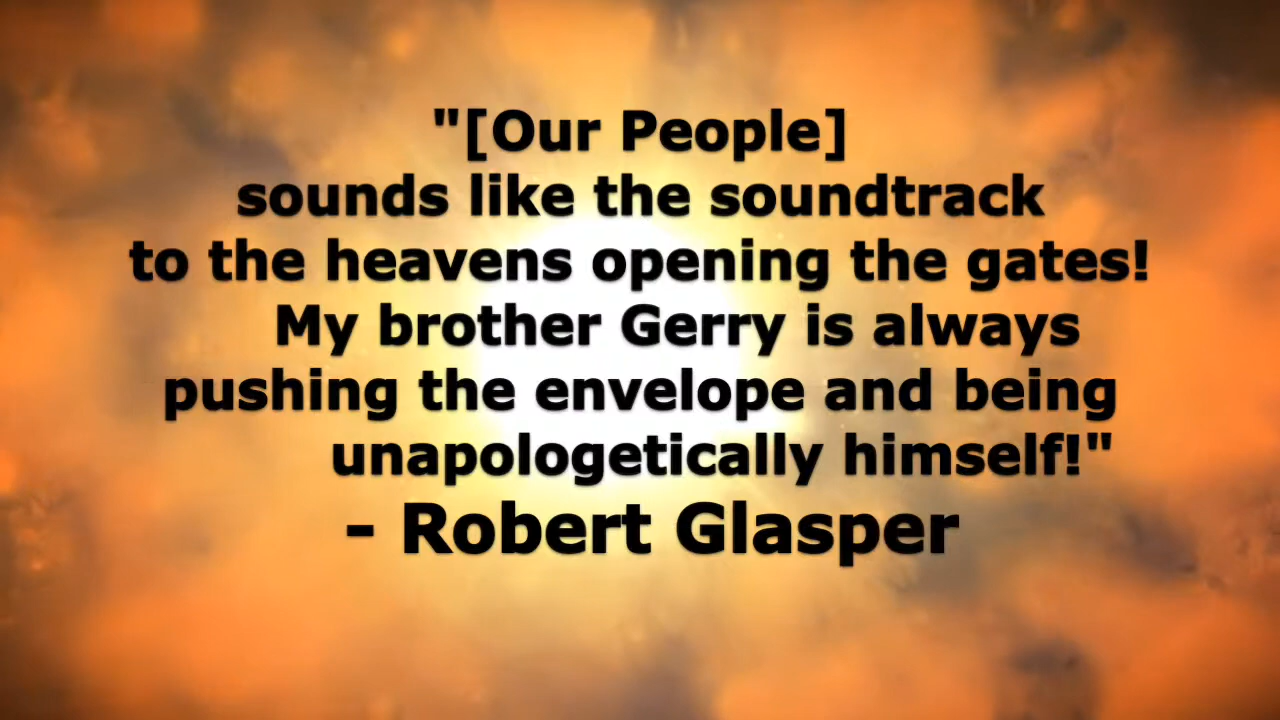 "[Our People]
sounds like the soundtrack
to the heavens opening the gates!
My brother Gerry is always
pushing the envelope and being
unapologetically himself!"
- Robert Glasper